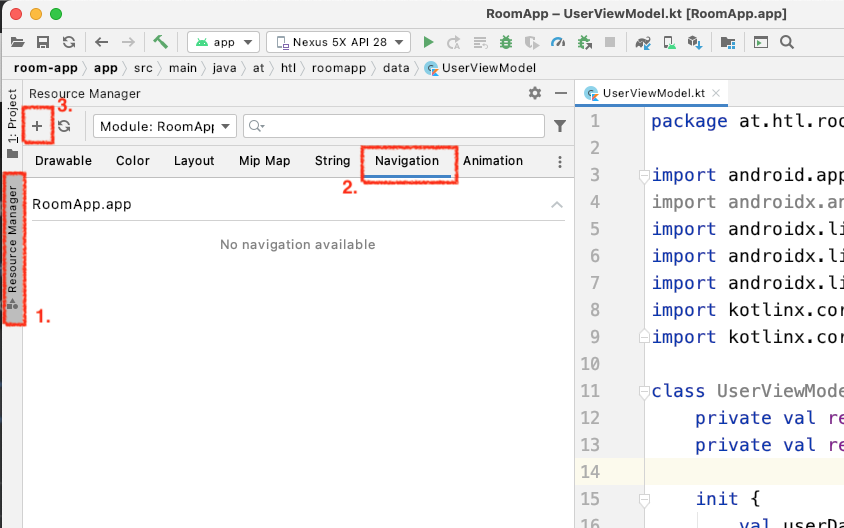 RoomApp – UserViewModel.kt [RoomApp.app]
app Nexus 5X API 28
room-app app src main java at htl roomapp data UserViewModel
Resource Manager
3.
Module: RoomApp
Drawable Color Layout Mip Map String Navigation Animation
2.
RoomApp.app
No navigation available
1: Project
Resource Manager
1.
UserViewModel.kt
1 package at.htl.roo
2
3 import android.app
4 import androidx.an
5 import androidx.li
6 import androidx.li
7 import androidx.li
8 import kotlinx.cor
9 import kotlinx.cor
10
11 class UserViewMode
12 private val re
13 private val re
14
15 init {
16 val userDa